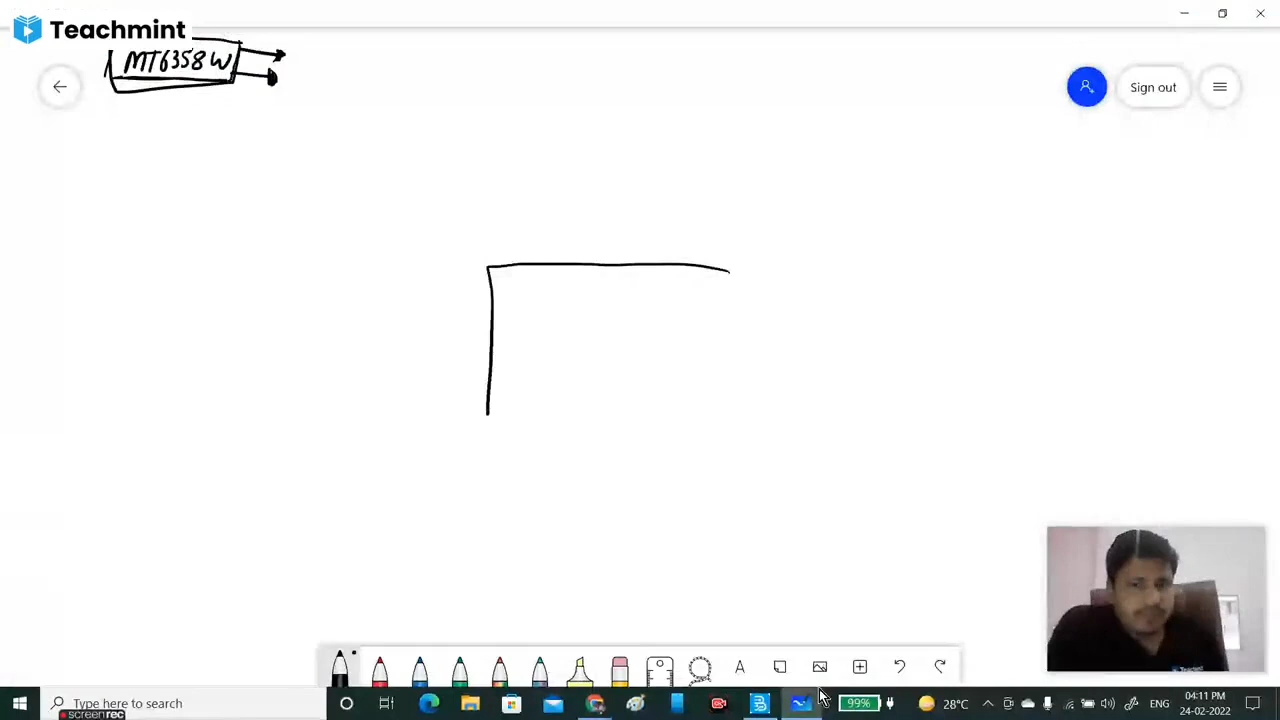 Teachmint
MT6358W
Sign out
A
99%
28°C
ENG
04:11 PM
24-02-2022
Type here to search
screenrec